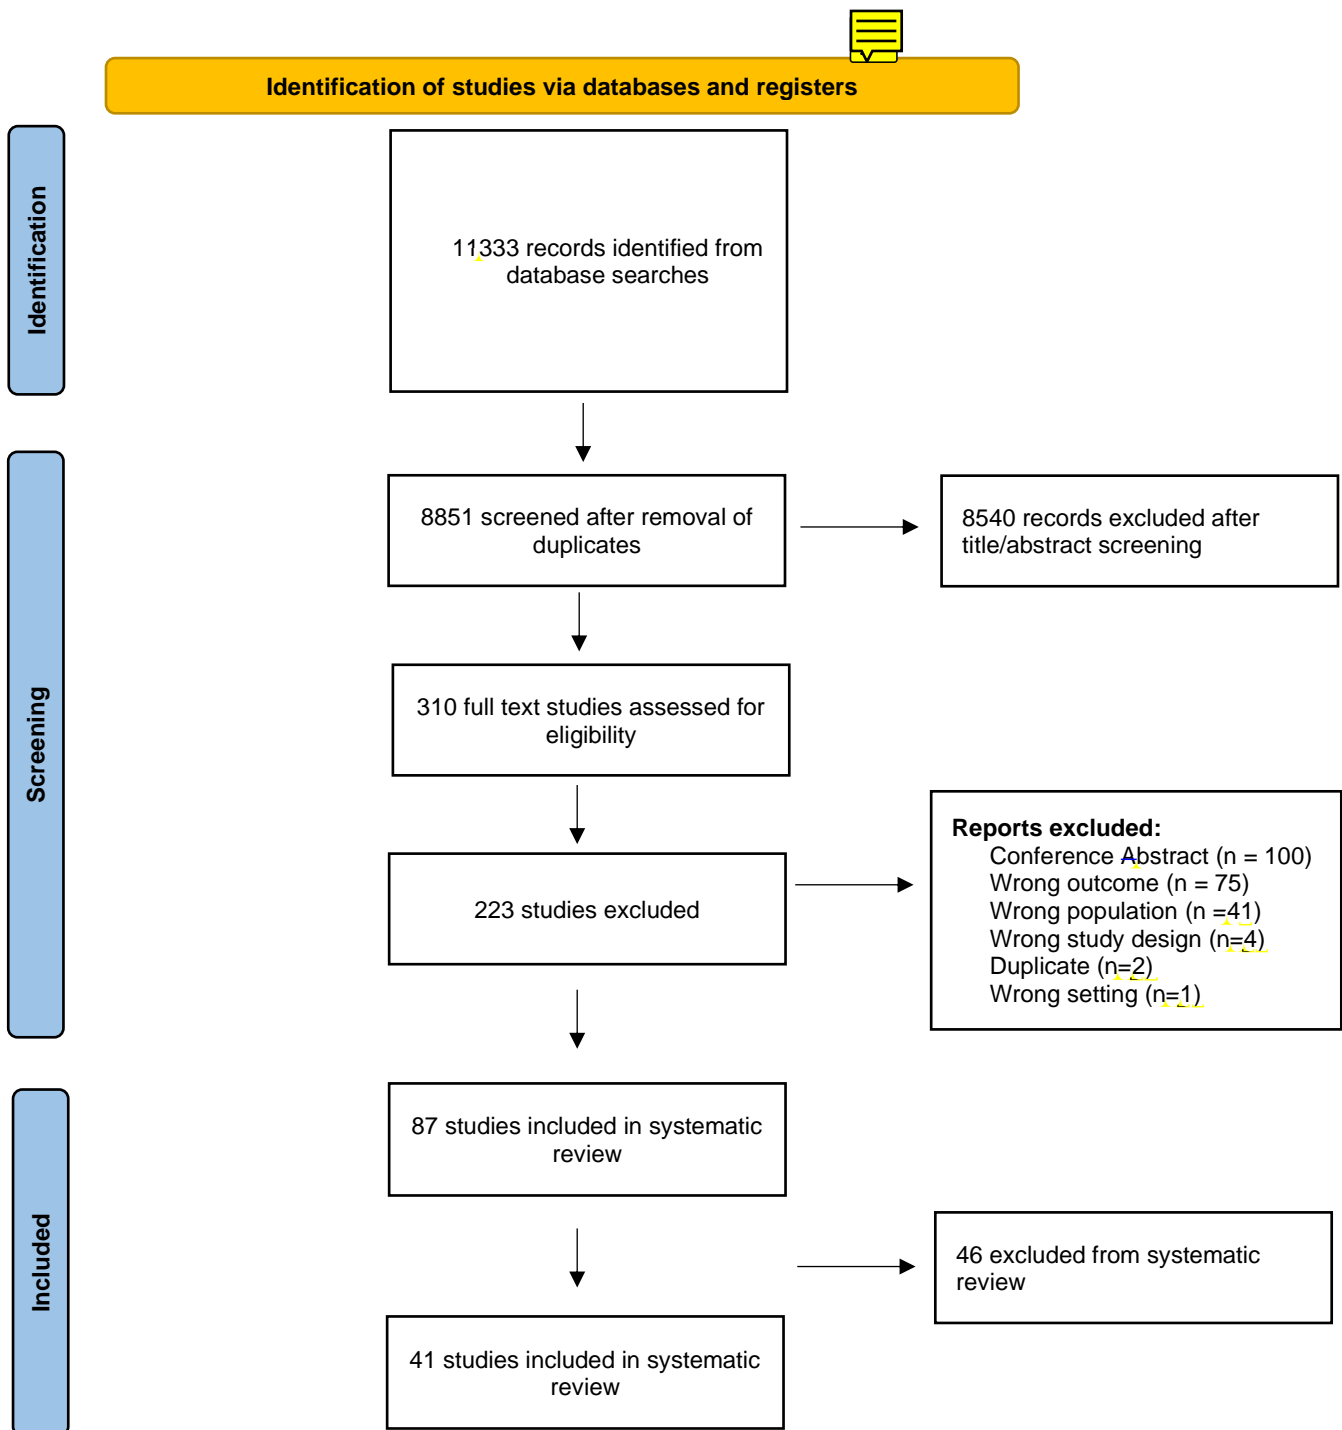 Identification of studies via databases and registers
Identification
11333 records identified from
database searches
Screening
8851 screened after removal of
duplicates
8540 records excluded after
title/abstract screening
310 full text studies assessed for
eligibility
223 studies excluded
Reports excluded:
Conference Abstract (n = 100)
Wrong outcome (n = 75)
Wrong population (n =41)
Wrong study design (n=4)
Duplicate (n=2)
Wrong setting (n=1)
Included
87 studies included in systematic
review
46 excluded from systematic
review
41 studies included in systematic
review